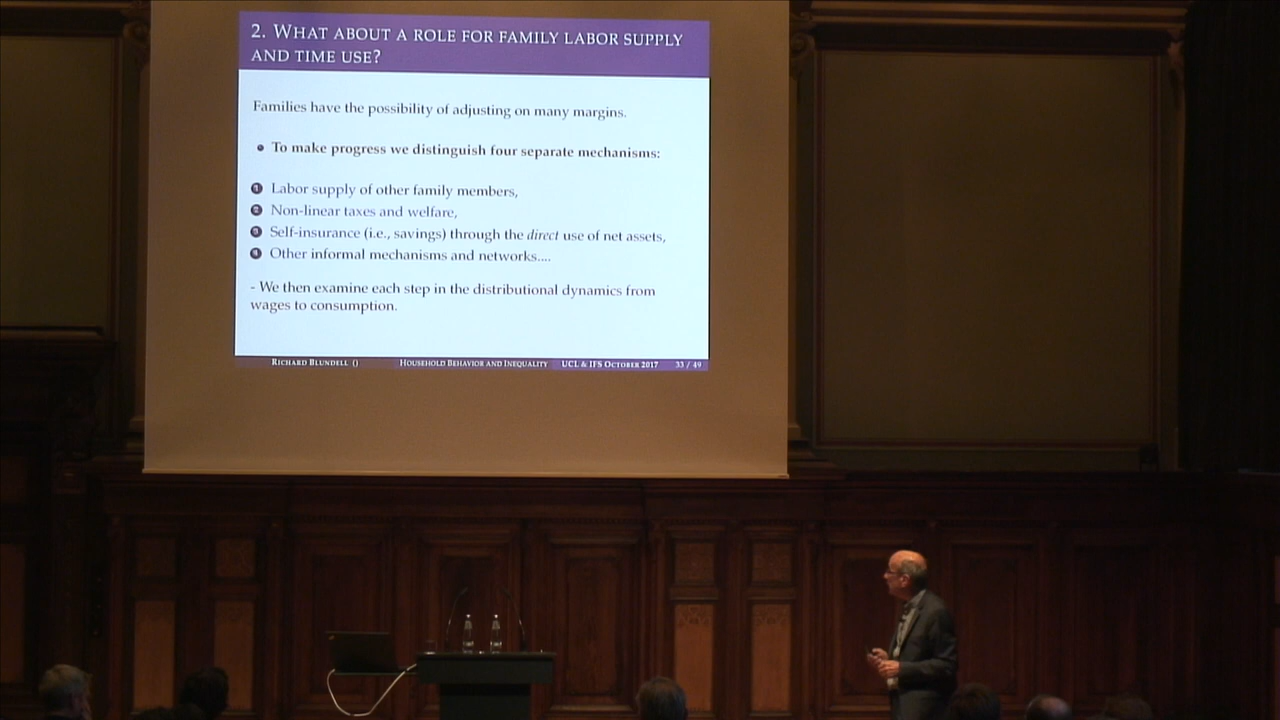 2. What about a role for family labor supply
and time use?
Families have the possibility of adjusting on many margins.
• To make progress we distinguish four separate mechanisms:
1 Labor supply of other family members,
2 Non-linear taxes and welfare,
3 Self-insurance (i.e., savings) through the direct use of net assets,
4 Other informal mechanisms and networks....
- We then examine each step in the distributional dynamics from
wages to consumption.
Richard Blundell () Household Behavior and Inequality UCL & IFS October 2017 33 / 49